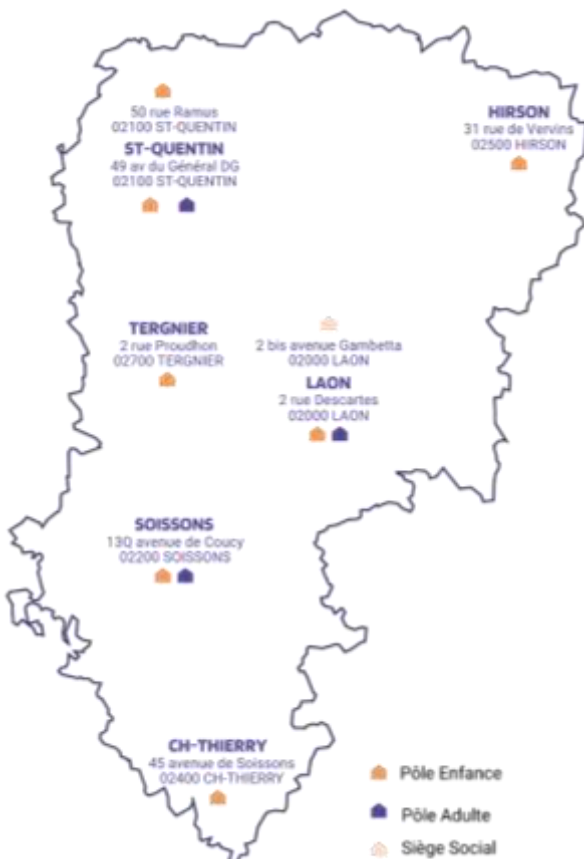 50 rue Ramus
02100 ST-QUENTIN
ST-QUENTIN
49 av du Général DG
02100 ST-QUENTIN
HIRSON
31 rue de Vervins
02500 HIRSON
TERGNIER
2 rue Proudhon
02700 TERGNIER
2 bis avenue Gambetta
02000 LAON
LAON
2 rue Descartes
02000 LAON
SOISSONS
13Q avenue de Coucy
02200 SOISSONS
CH-THIERRY
45 avenue de Soissons
02400 CH-THIERRY
Pôle Enfance
Pôle Adulte
Siège Social